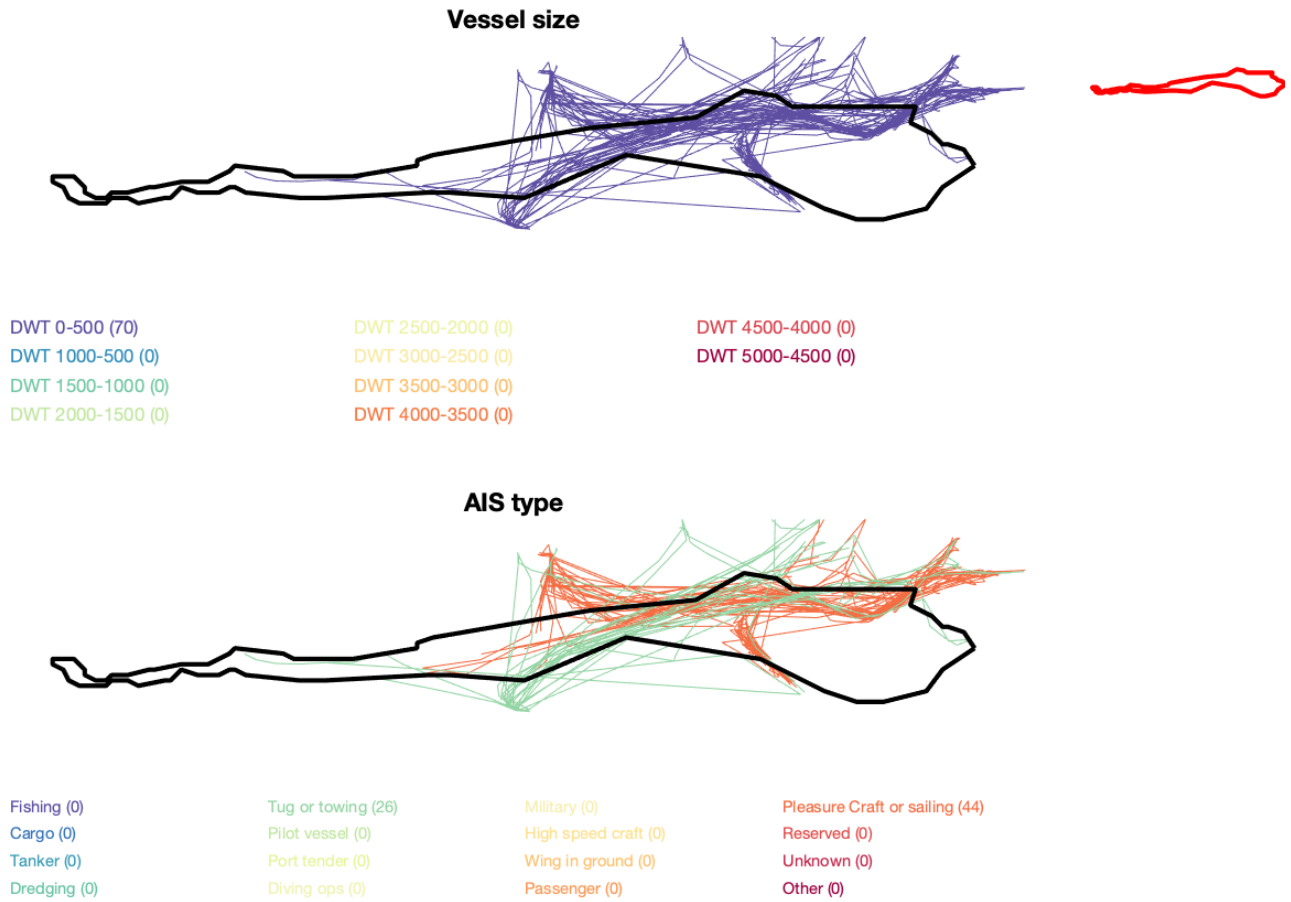 Vessel size
DWT 0-500 (70)
DWT 1000-500 (0)
DWT 1500-1000 (0)
DWT 2000-1500 (0)
DWT 2500-2000 (0)
DWT 3000-2500 (0)
DWT 3500-3000 (0)
DWT 4000-3500 (0)
DWT 4500-4000 (0)
DWT 5000-4500 (0)
AIS type
Fishing (0)
Cargo (0)
Tanker (0)
Dredging (0)
Tug or towing (26)
Pilot vessel (0)
Port tender (0)
Diving ops (0)
Military (0)
High speed craft (0)
Wing in ground (0)
Passenger (0)
Pleasure Craft or sailing (44)
Reserved (0)
Unknown (0)
Other (0)